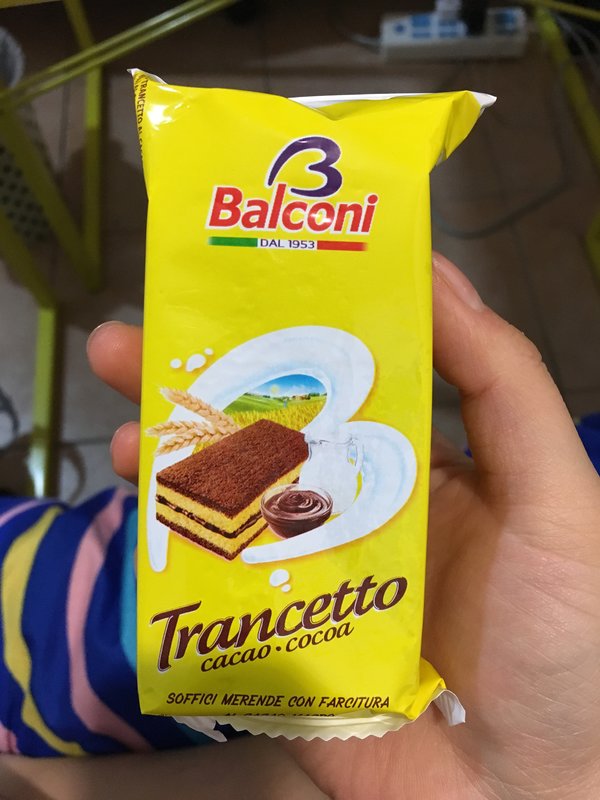 Balconi
DAL 1953
Trancetto
cacao · cocoa
SOFFICI MERENDE CON FARCITURA